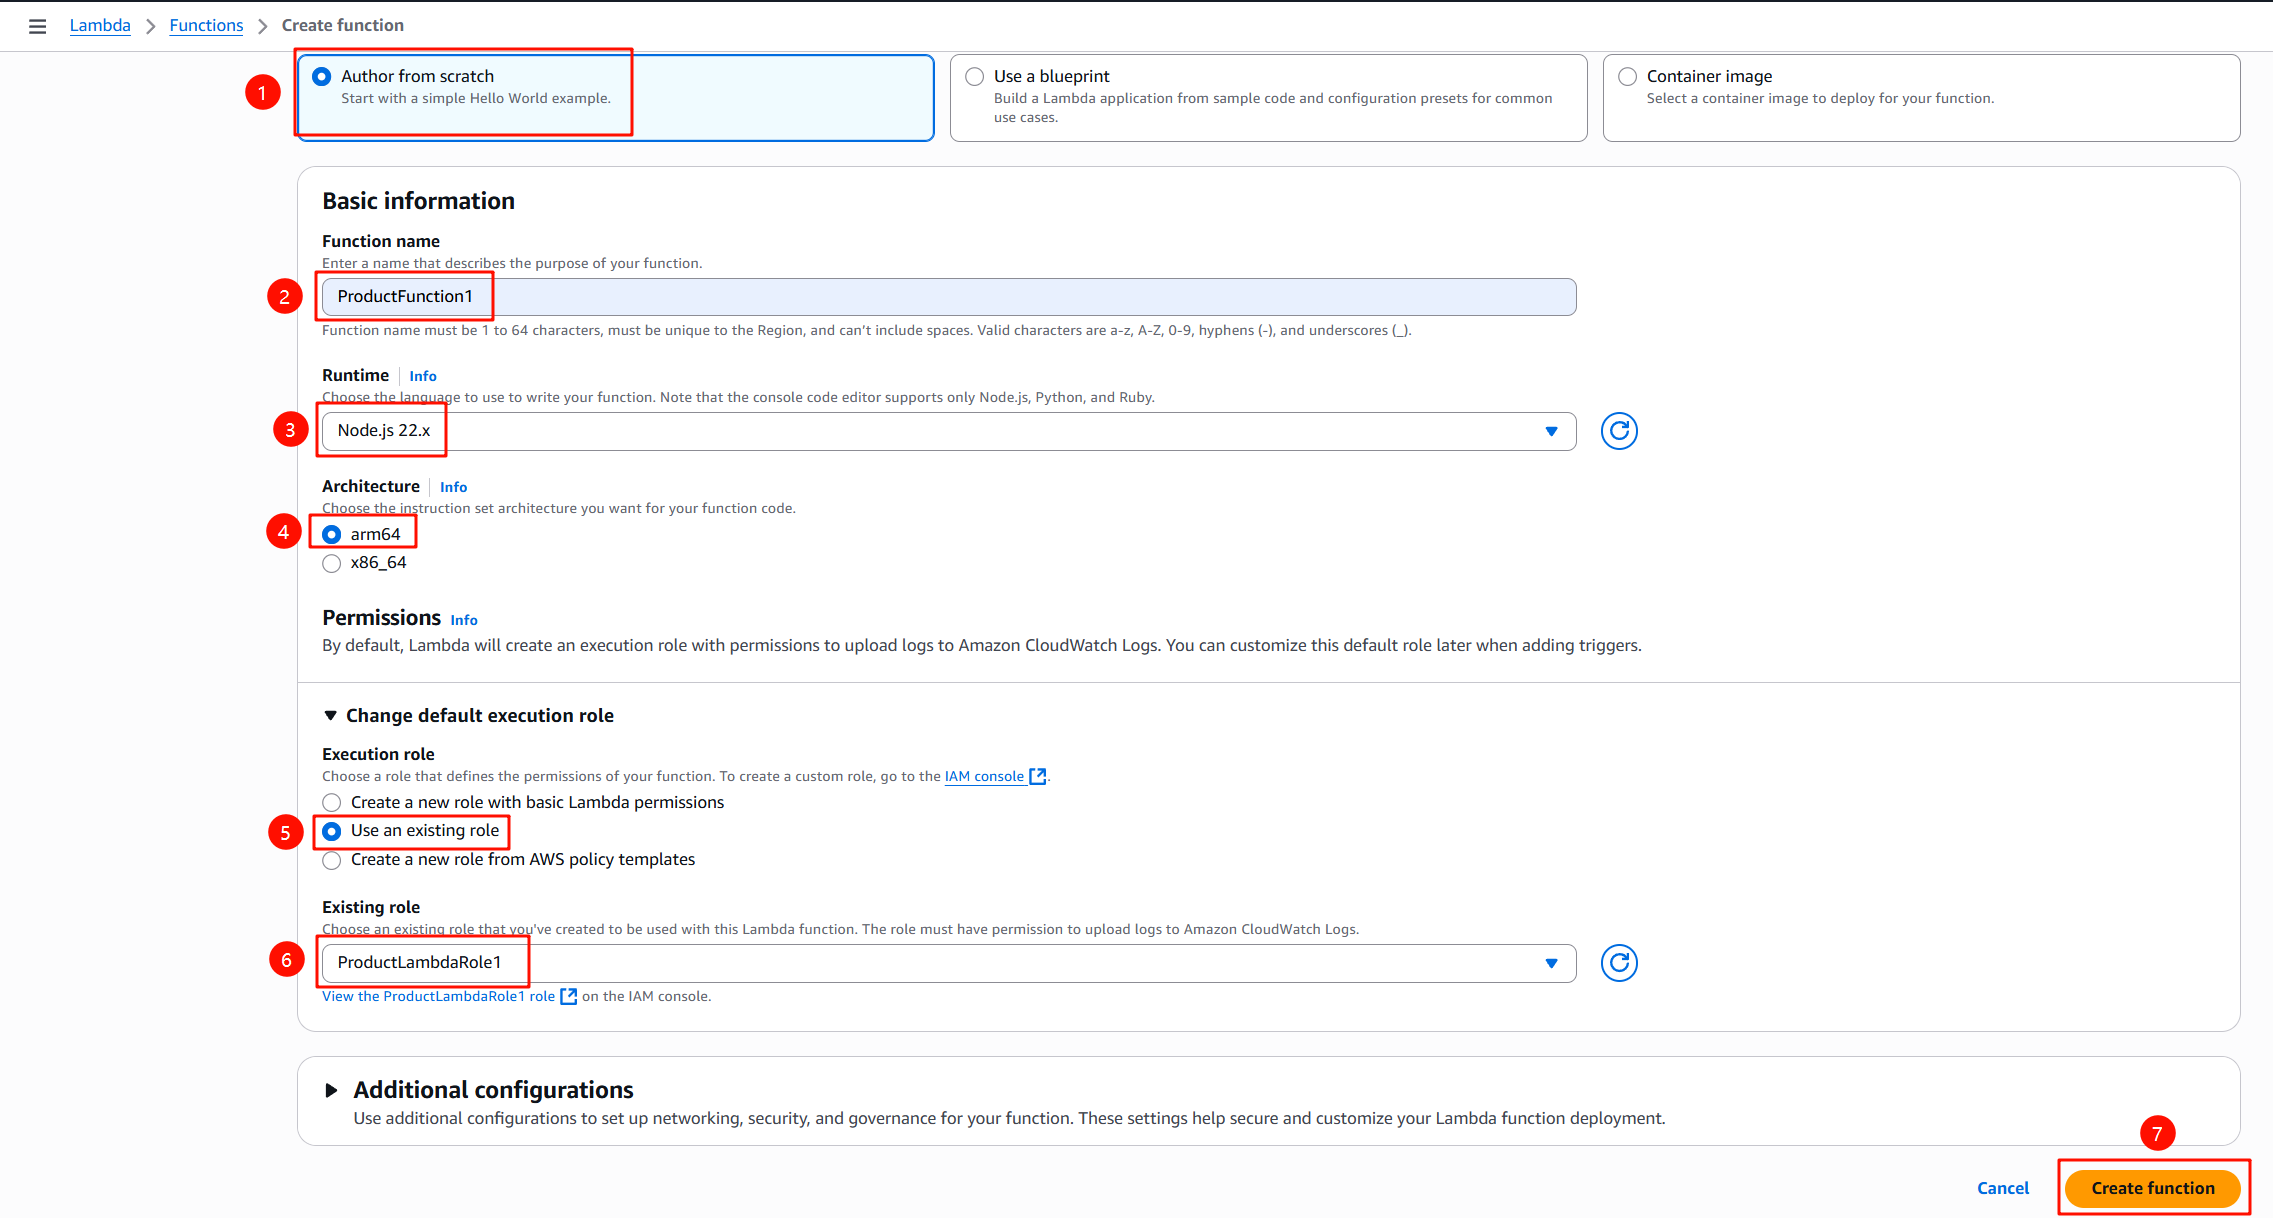 Lambda > Functions > Create function
1
Author from scratch
Start with a simple Hello World example.
Use a blueprint
Build a Lambda application from sample code and configuration presets for common
use cases.
Container image
Select a container image to deploy for your function.
Basic information
Function name
Enter a name that describes the purpose of your function.
2
ProductFunction1
Function name must be 1 to 64 characters, must be unique to the Region, and can't include spaces. Valid characters are a-z, A-Z, 0-9, hyphens (-), and underscores (_).
Runtime | Info
Choose the language to use to write your function. Note that the console code editor supports only Node.js, Python, and Ruby.
3
Node.js 22.x
Architecture | Info
Choose the instruction set architecture you want for your function code.
4
arm64
x86_64
Permissions Info
By default, Lambda will create an execution role with permissions to upload logs to Amazon CloudWatch Logs. You can customize this default role later when adding triggers.
Change default execution role
Execution role
Choose a role that defines the permissions of your function. To create a custom role, go to the IAM console.
Create a new role with basic Lambda permissions
5
Use an existing role
Create a new role from AWS policy templates
Existing role
Choose an existing role that you've created to be used with this Lambda function. The role must have permission to upload logs to Amazon CloudWatch Logs.
6
ProductLambdaRole1
View the ProductLambdaRole1 role on the IAM console.
Additional configurations
Use additional configurations to set up networking, security, and governance for your function. These settings help secure and customize your Lambda function deployment.
7
Cancel
Create function